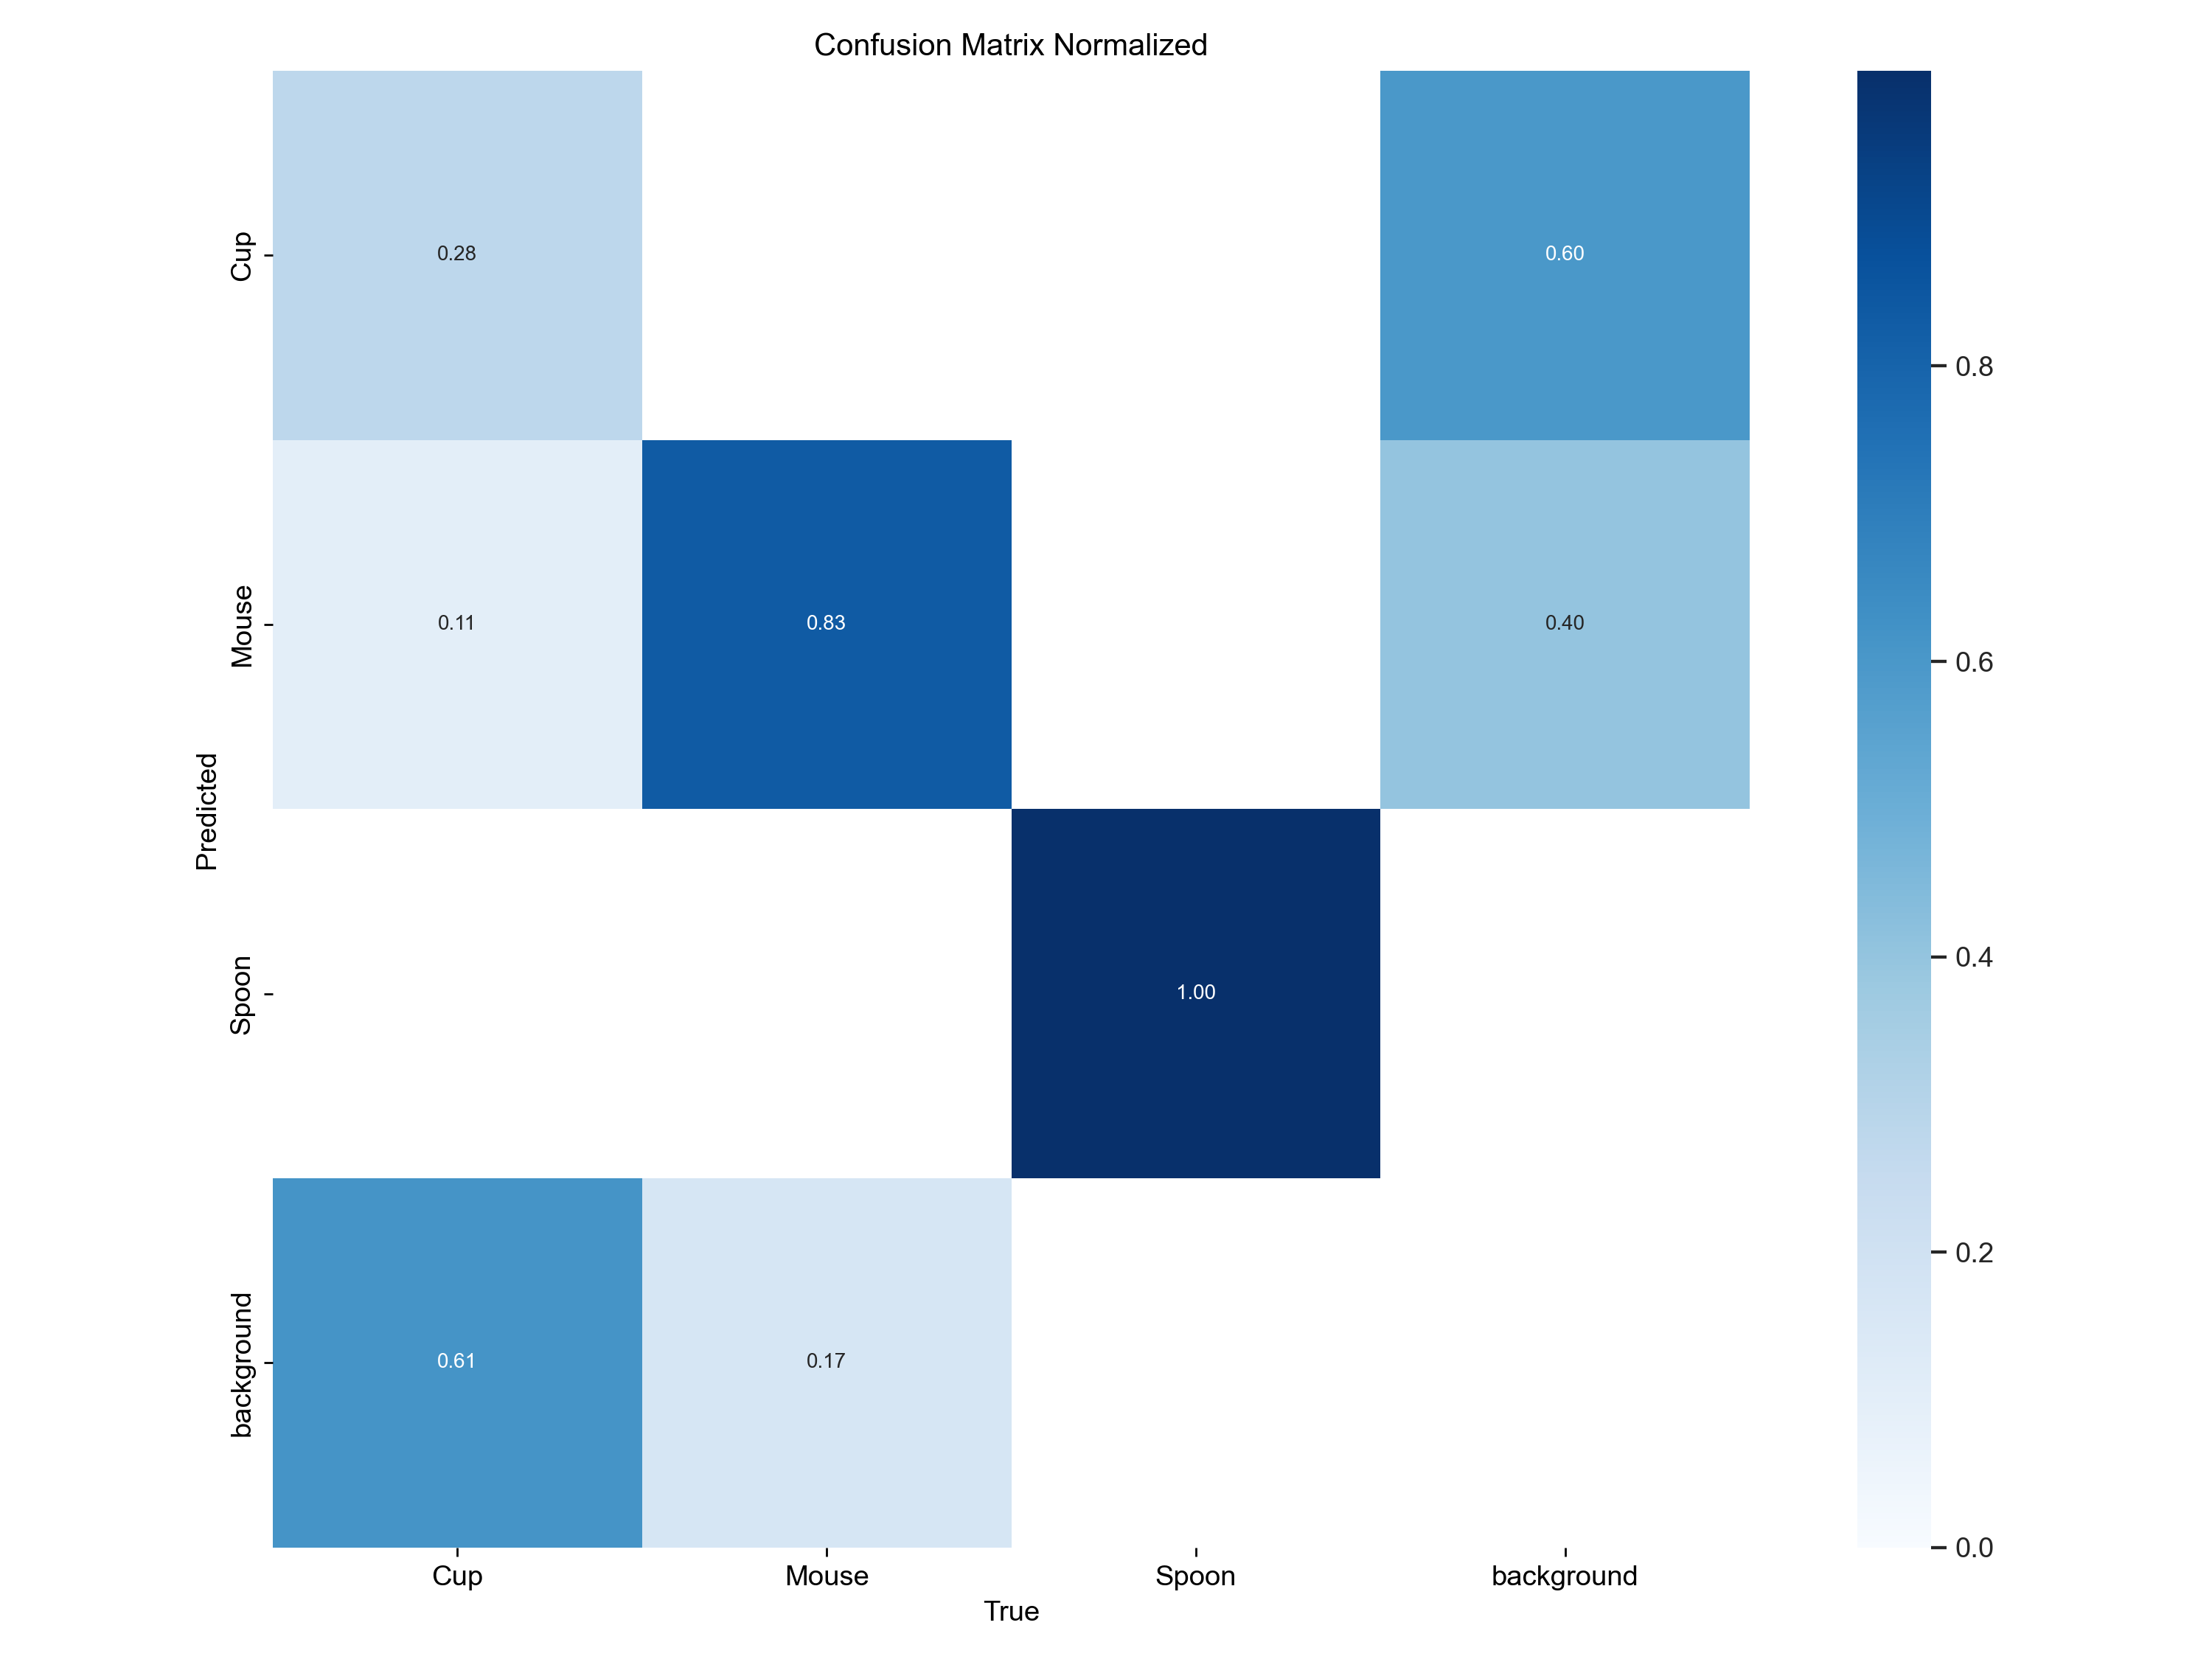 Confusion Matrix Normalized
Cup
0.28
0.60
0.8
Mouse
0.11
0.83
0.40
0.6
Predicted
0.4
Spoon
1.00
0.2
background
0.61
0.17
0.0
Cup
Mouse
Spoon
background
True